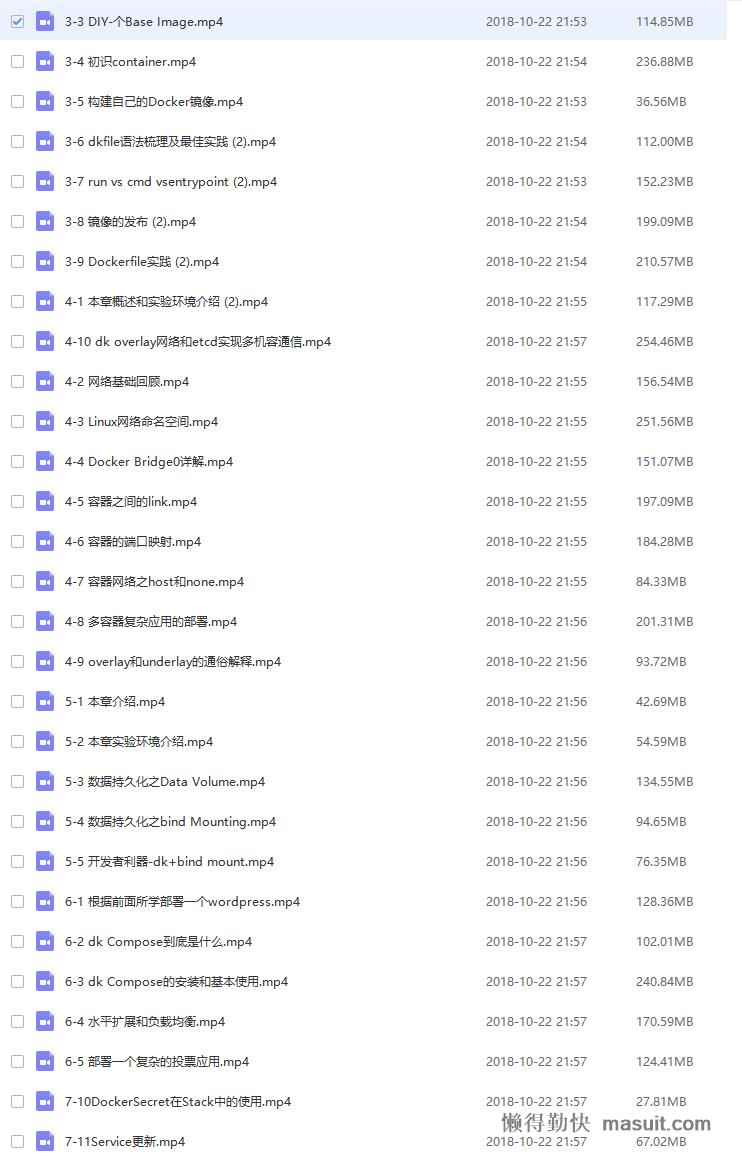 3-3 DIY-个Base Image.mp4 2018-10-22 21:53 114.85MB
3-4 初识container.mp4 2018-10-22 21:54 236.88MB
3-5 构建自己的Docker镜像.mp4 2018-10-22 21:53 36.56MB
3-6 dkfile语法梳理及最佳实践 (2).mp4 2018-10-22 21:54 112.00MB
3-7 run vs cmd vsentrypoint (2).mp4 2018-10-22 21:53 152.23MB
3-8 镜像的发布 (2).mp4 2018-10-22 21:54 199.09MB
3-9 Dockerfile实践 (2).mp4 2018-10-22 21:54 210.57MB
4-1 本章概述和实验环境介绍 (2).mp4 2018-10-22 21:55 117.29MB
4-10 dk overlay网络和etcd实现多机容通信.mp4 2018-10-22 21:57 254.46MB
4-2 网络基础回顾.mp4 2018-10-22 21:55 156.54MB
4-3 Linux网络命名空间.mp4 2018-10-22 21:55 251.56MB
4-4 Docker Bridge0详解.mp4 2018-10-22 21:55 151.07MB
4-5 容器之间的link.mp4 2018-10-22 21:55 197.09MB
4-6 容器的端口映射.mp4 2018-10-22 21:55 184.28MB
4-7 容器网络之host和none.mp4 2018-10-22 21:55 84.33MB
4-8 多容器复杂应用的部署.mp4 2018-10-22 21:56 201.31MB
4-9 overlay和underlay的通俗解释.mp4 2018-10-22 21:56 93.72MB
5-1 本章介绍.mp4 2018-10-22 21:56 42.69MB
5-2 本章实验环境介绍.mp4 2018-10-22 21:56 54.59MB
5-3 数据持久化之Data Volume.mp4 2018-10-22 21:56 134.55MB
5-4 数据持久化之bind Mounting.mp4 2018-10-22 21:56 94.65MB
5-5 开发者利器-dk+bind mount.mp4 2018-10-22 21:56 76.35MB
6-1 根据前面所学部署一个wordpress.mp4 2018-10-22 21:56 128.36MB
6-2 dk Compose到底是什么.mp4 2018-10-22 21:57 102.01MB
6-3 dk Compose的安装和基本使用.mp4 2018-10-22 21:57 240.84MB
6-4 水平扩展和负载均衡.mp4 2018-10-22 21:57 170.59MB
6-5 部署一个复杂的投票应用.mp4 2018-10-22 21:57 124.41MB
7-10DockerSecret在Stack中的使用.mp4 2018-10-22 21:57 27.81MB
懒得勤快 masuit.com
7-11Service更新.mp4 2018-10-22 21:57 67.02MB